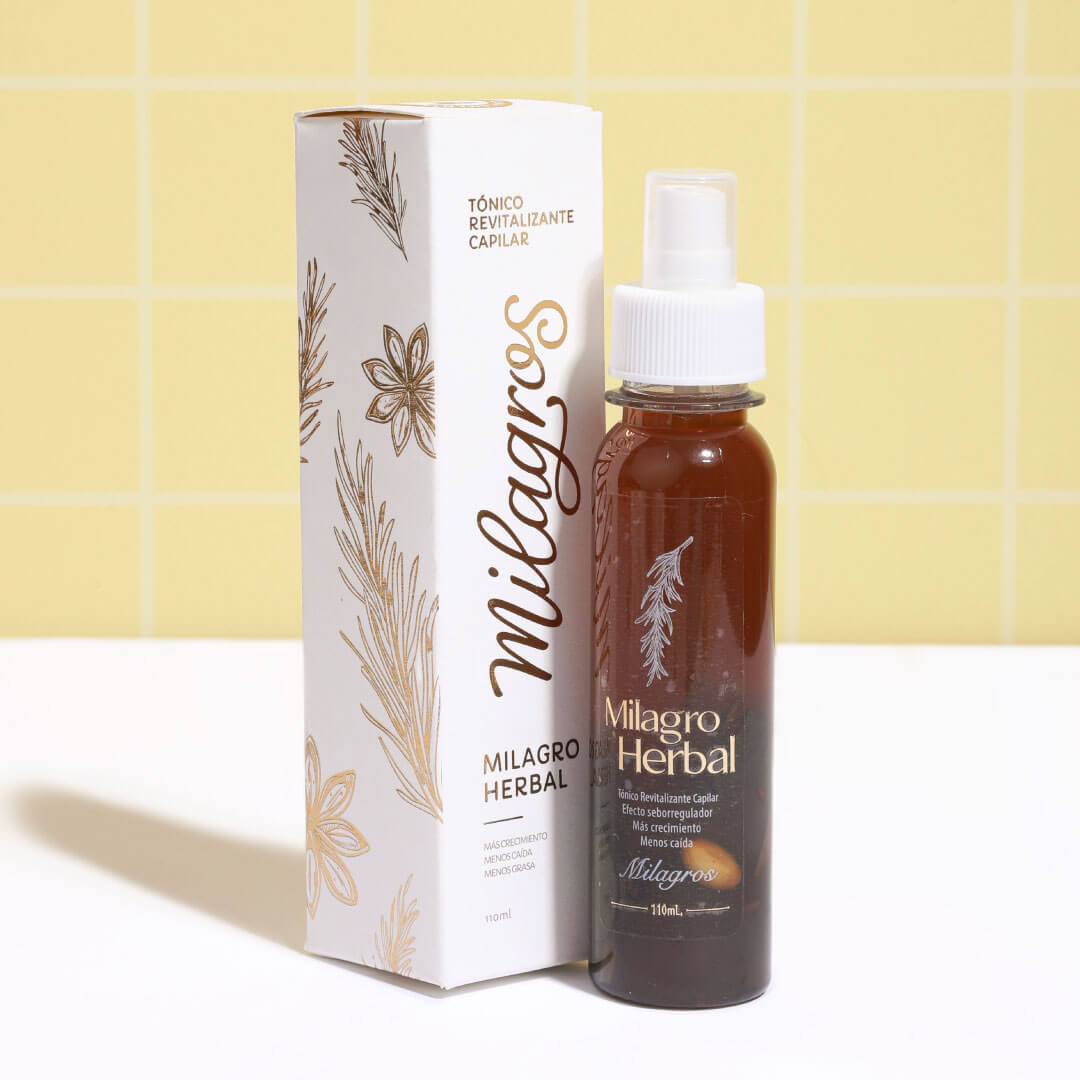 TÓNICO
REVITALIZANTE
CAPILAR
Milagros
MILAGRO
HERBAL
MÁS CRECIMIENTO
MENOS CAÍDA
MENOS GRASA
110ml
Milagro
Herbal
Tónico Revitalizante Capilar
Efecto seborregulador
Más crecimiento
Menos caída
Milagros
110mL.